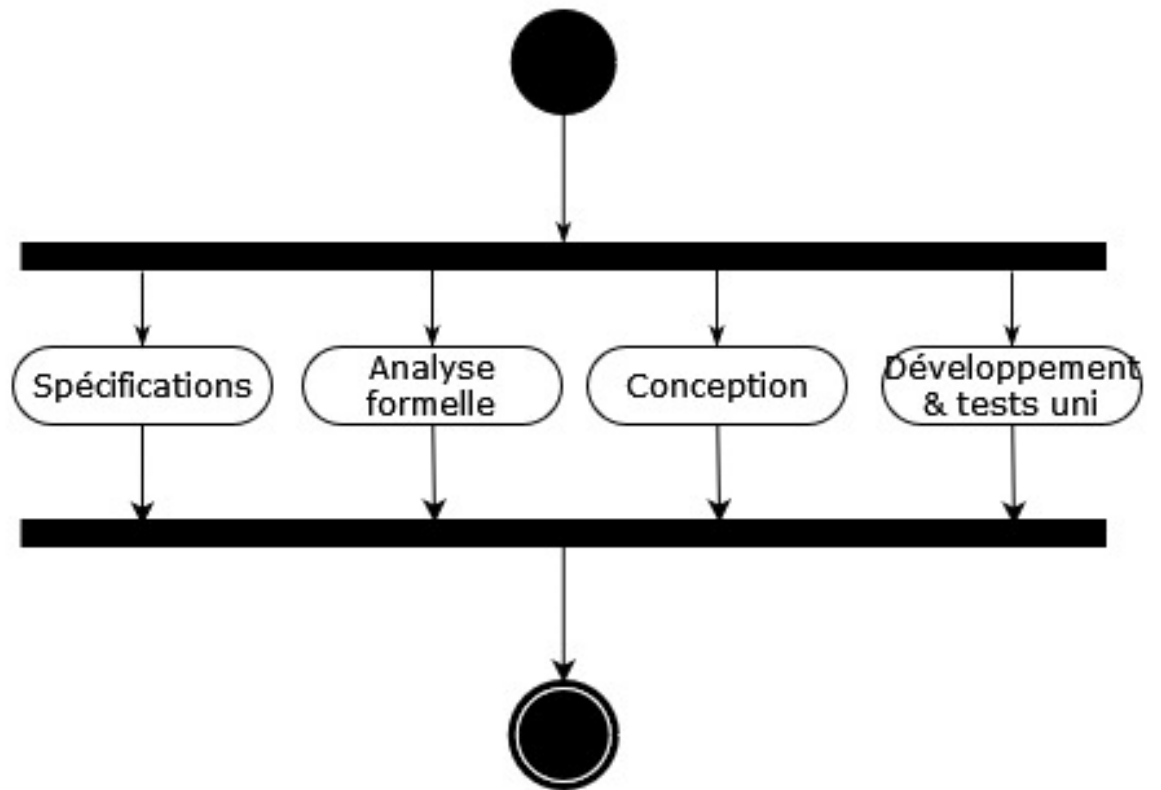 Spécifications
Analyse
formelle
Conception
Développement
& tests uni